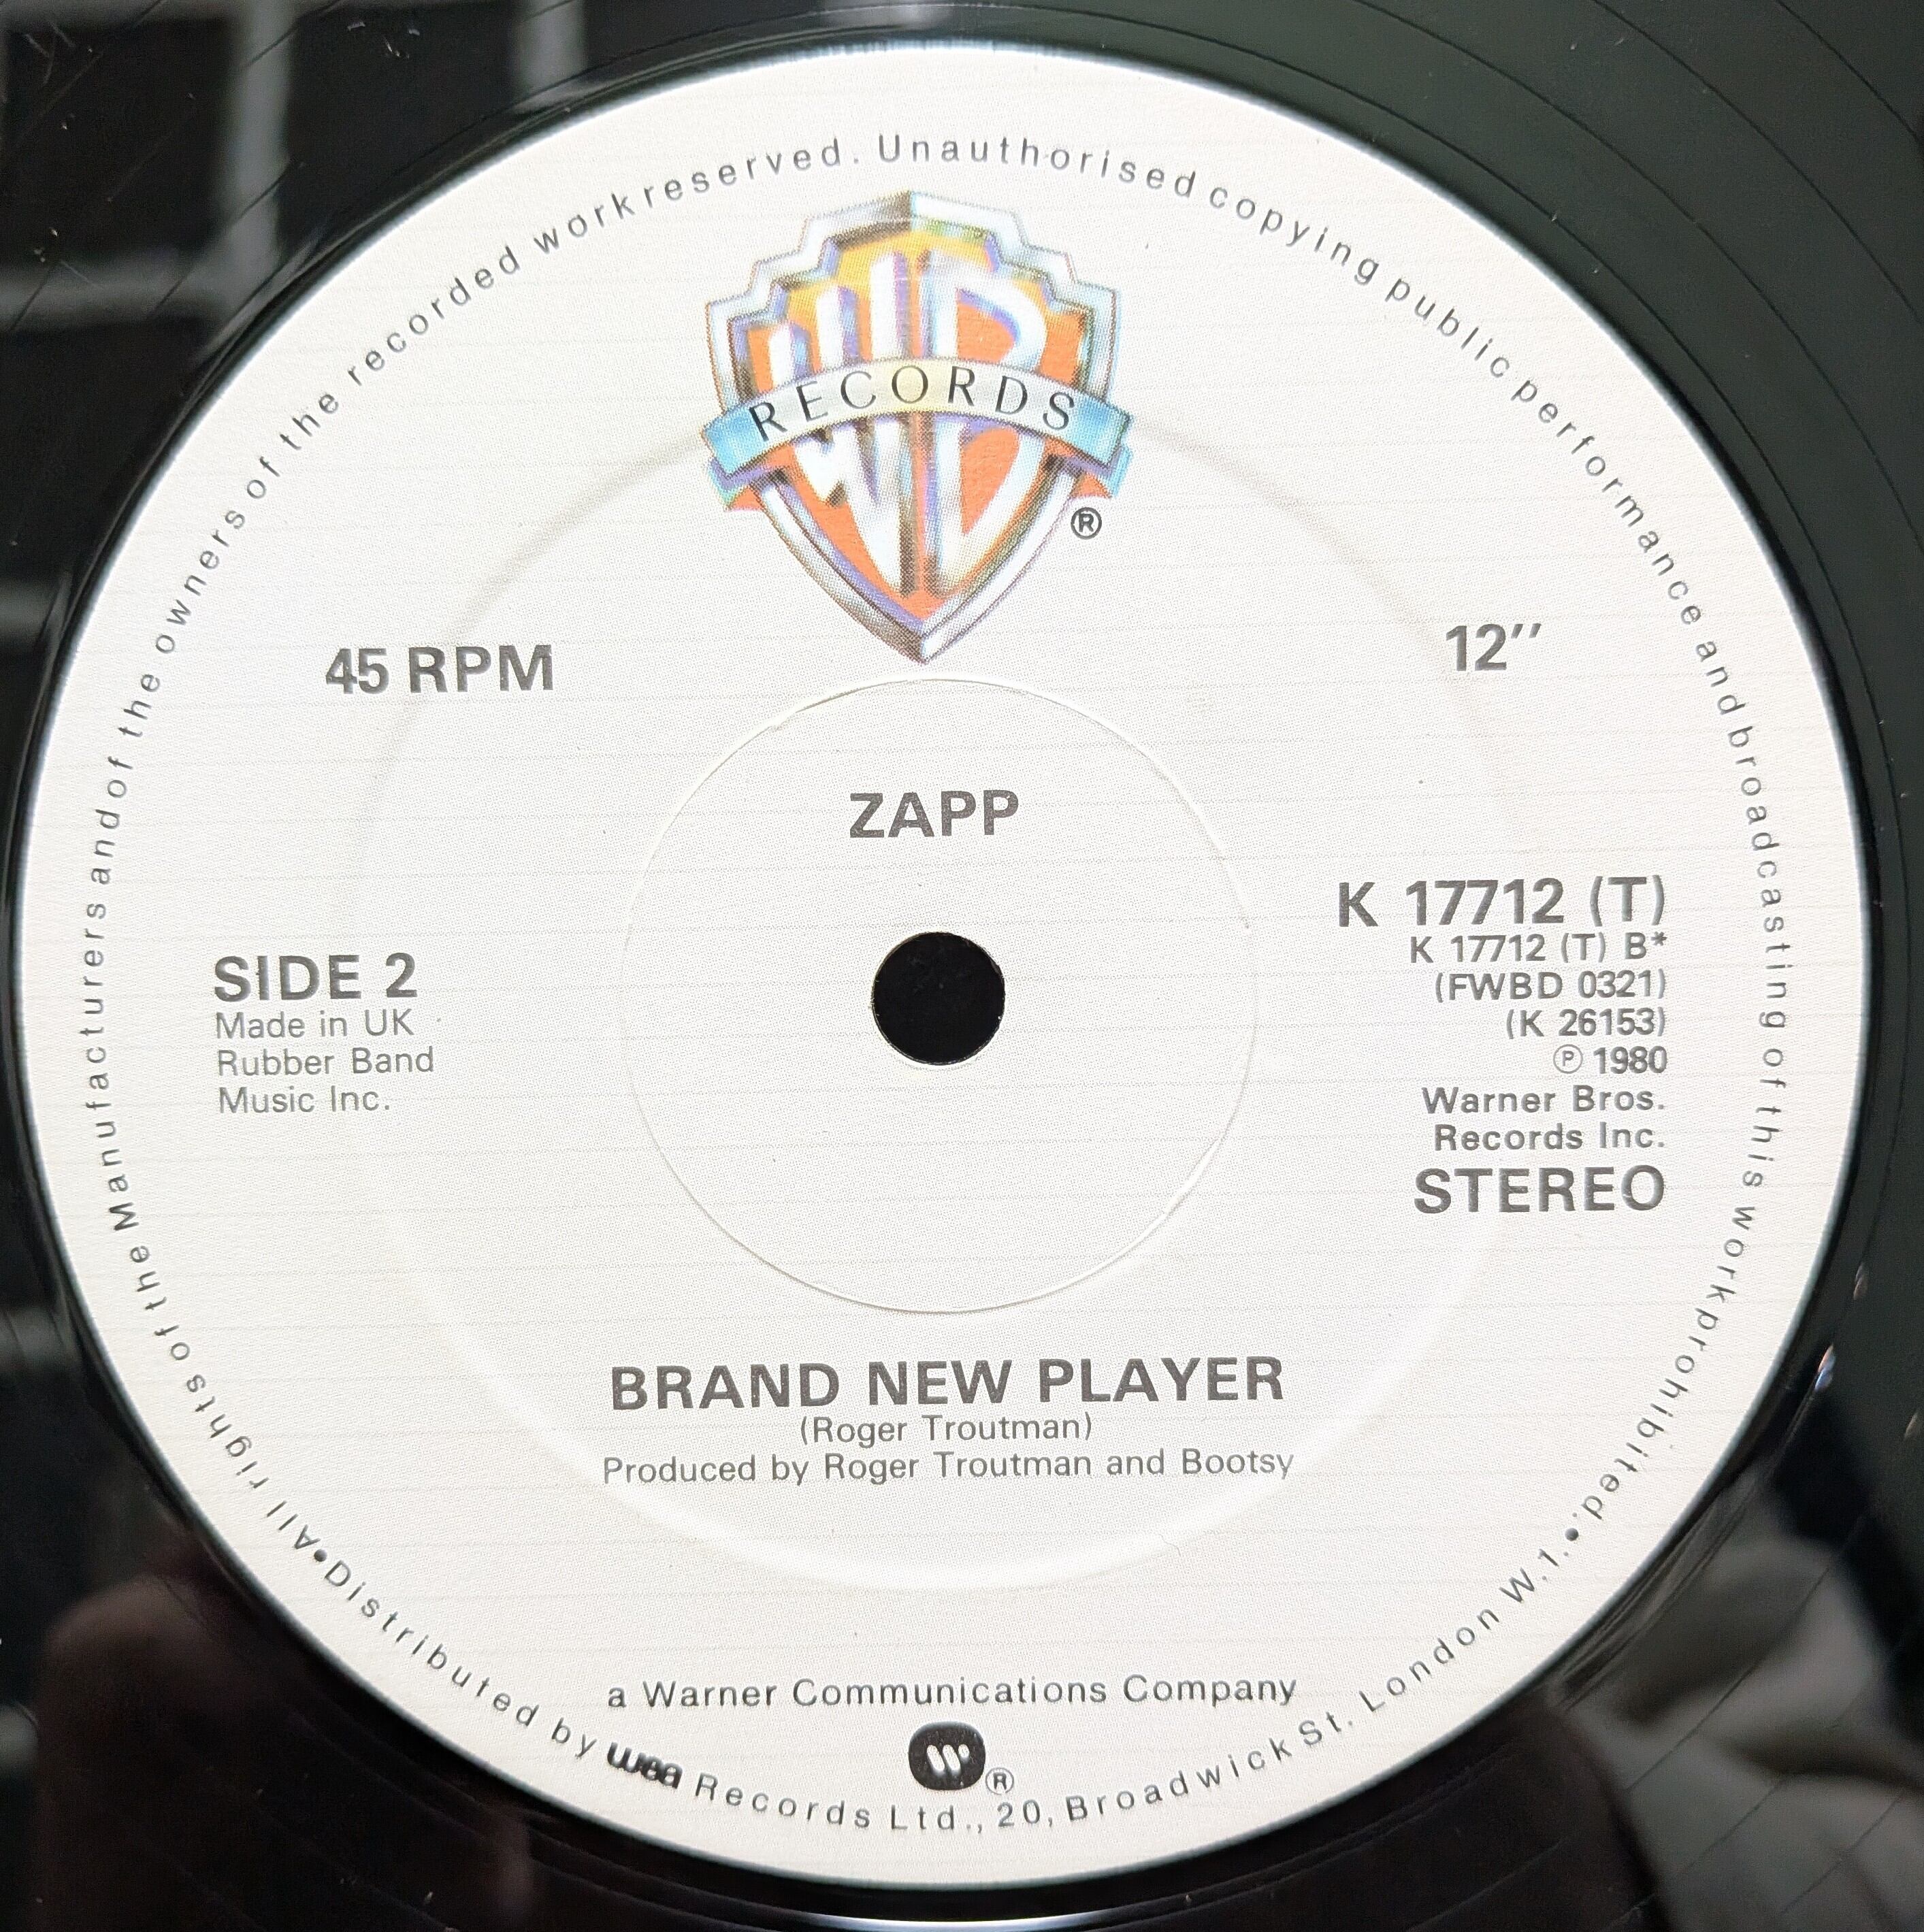 All rights of the Manufacturers and of the owners of the recorded work reserved. Unauthorised copying public performance and broadcasting of this work prohibited.
WB
RECORDS
®
45 RPM
12''
ZAPP
SIDE 2
Made in UK
Rubber Band
Music Inc.
K 17712 (T)
K 17712 (T) B*
(FWBD 0321)
(K 26153)
℗ 1980
Warner Bros.
Records Inc.
STEREO
BRAND NEW PLAYER
(Roger Troutman)
Produced by Roger Troutman and Bootsy
a Warner Communications Company
W
®
•Distributed by wea Records Ltd., 20, Broadwick St. London W.1.•